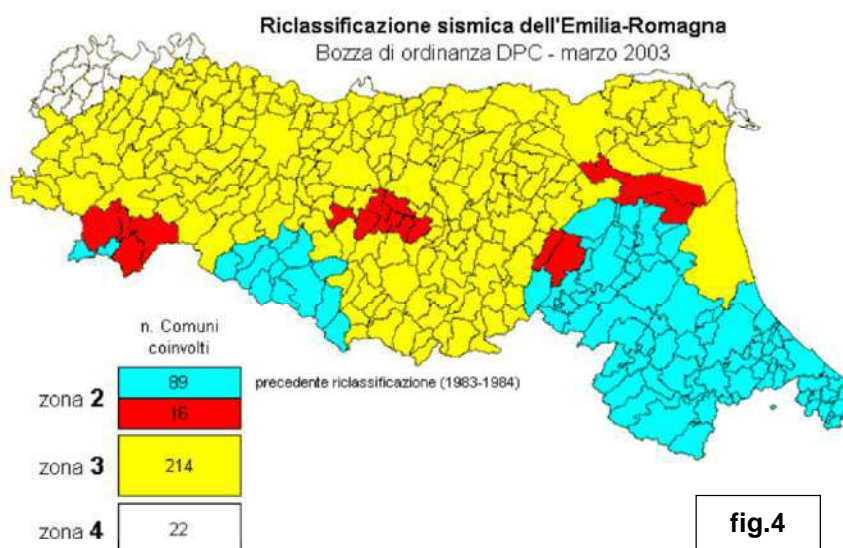 Riclassificazione sismica dell'Emilia-Romagna
Bozza di ordinanza DPC - marzo 2003
n. Comuni
coinvolti
zona 2
89
precedente riclassificazione (1983-1984)
16
zona 3
214
zona 4
22
fig.4